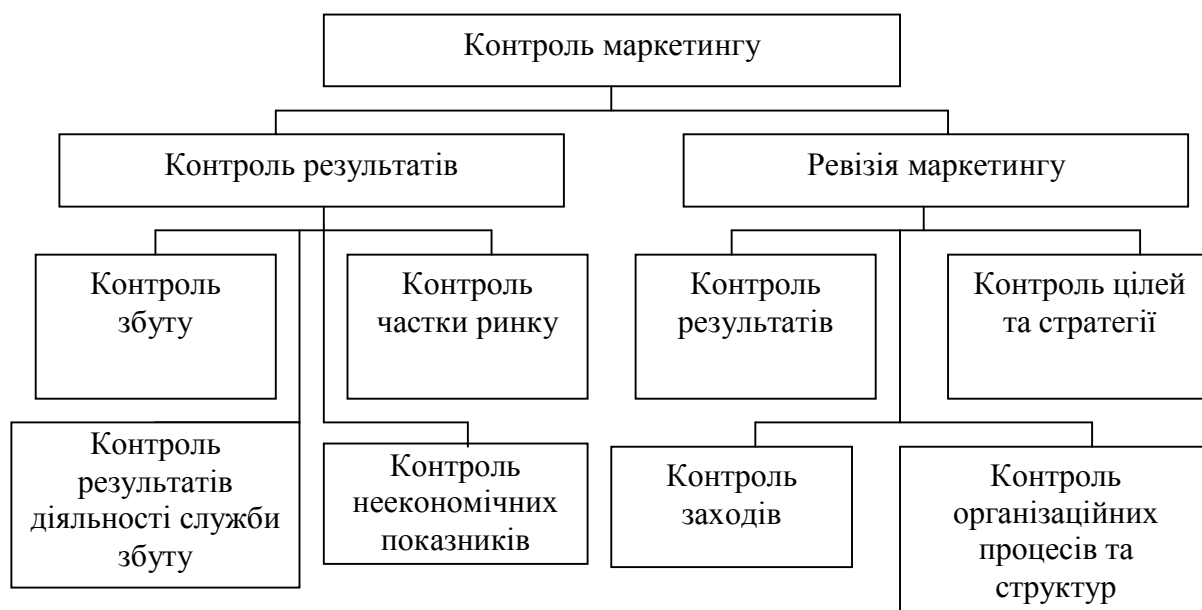 Контроль маркетингу
Контроль результатів
Ревізія маркетингу
Контроль
збуту
Контроль
частки ринку
Контроль
результатів
Контроль цілей
та стратегії
Контроль
результатів
діяльності служби
збуту
Контроль
неекономічних
показників
Контроль
заходів
Контроль
організаційних
процесів та
структур